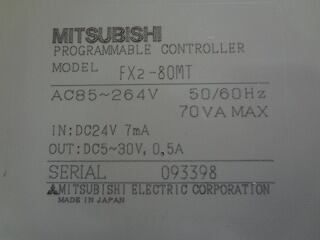 MITSUBISHI
PROGRAMMABLE CONTROLLER
MODEL FX2-80MT
AC85~264V 50/60Hz
70VA MAX
IN:DC24V 7mA
OUT:DC5~30V, 0,5A
SERIAL 093398
MITSUBISHI ELECTRIC CORPORATION
MADE IN JAPAN